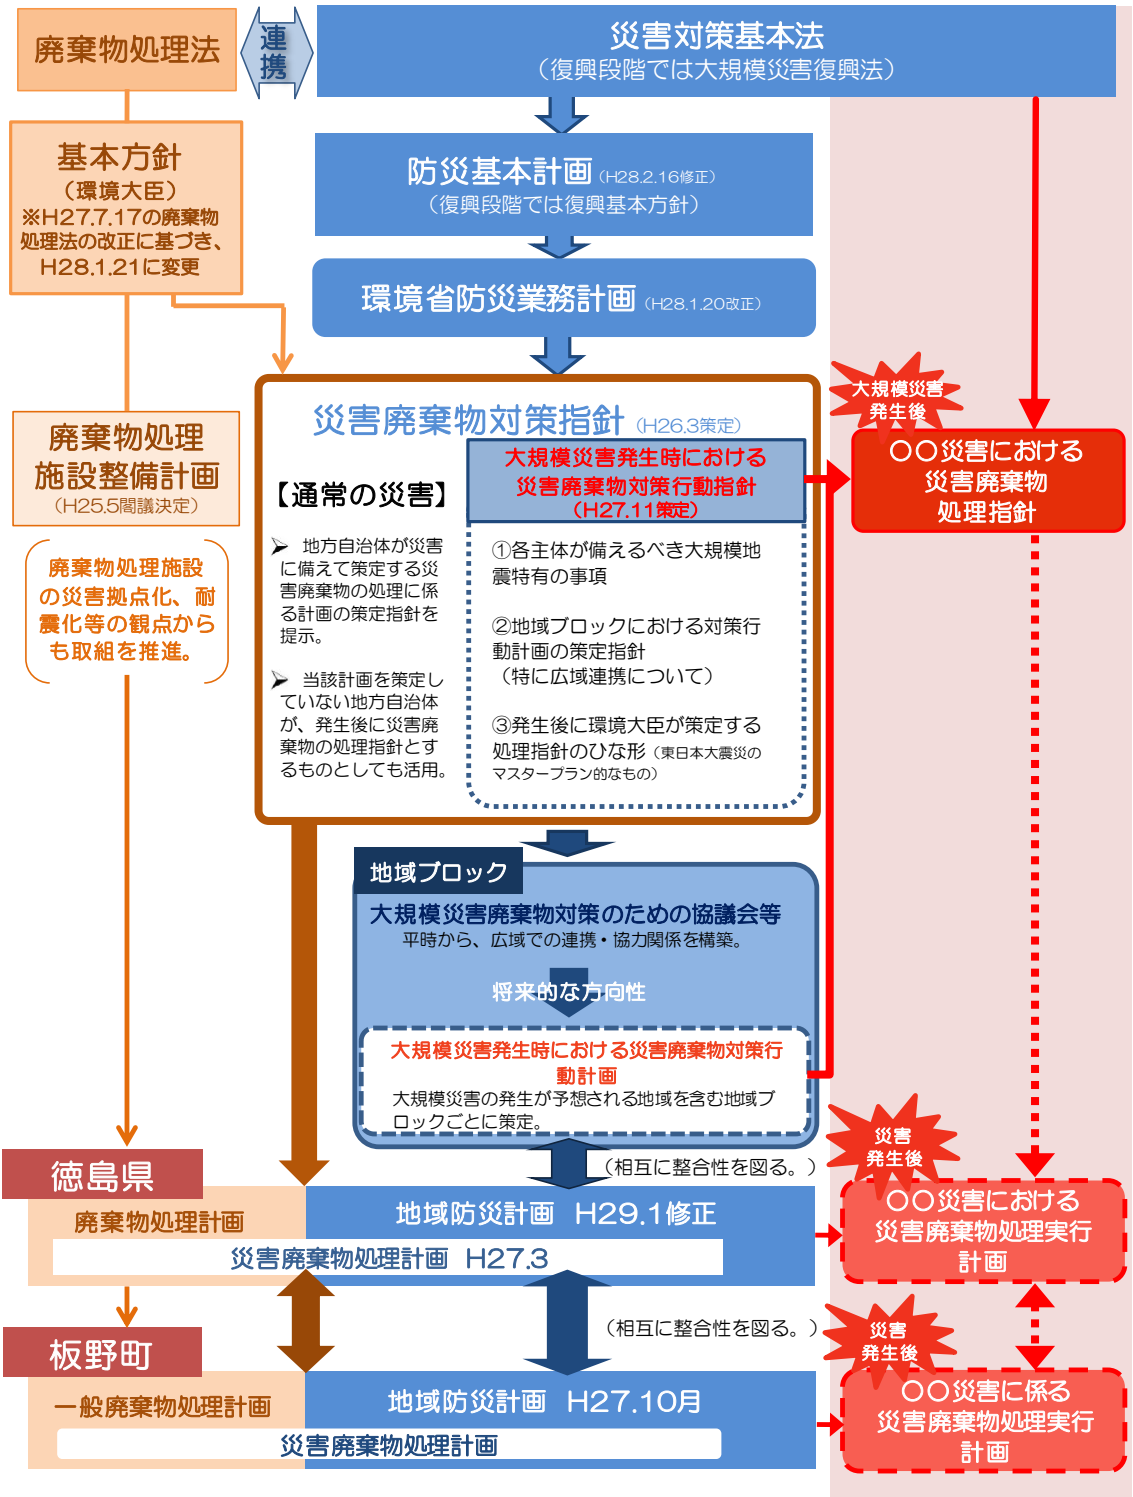 廃棄物処理法
連
携
災害対策基本法
（復興段階では大規模災害復興法）
基本方針
（環境大臣）
※H27.7.17の廃棄物
処理法の改正に基づき、
H28.1.21に変更
防災基本計画（H28.2.16修正）
（復興段階では復興基本方針）
環境省防災業務計画（H28.1.20改正）
廃棄物処理
施設整備計画
（H25.5閣議決定）
廃棄物処理施設
の災害拠点化、耐
震化等の観点から
も取組を推進。
災害廃棄物対策指針（H26.3策定）
【通常の災害】
➢ 地方自治体が災害
に備えて策定する災
害廃棄物の処理に係
る計画の策定指針を
提示。
➢ 当該計画を策定し
ていない地方自治体
が、発生後に災害廃
棄物の処理指針とす
るものとしても活用。
大規模災害発生時における
災害廃棄物対策行動指針
（H27.11策定）
①各主体が備えるべき大規模地
震特有の事項
②地域ブロックにおける対策行
動計画の策定指針
（特に広域連携について）
③発生後に環境大臣が策定する
処理指針のひな形（東日本大震災の
マスタープラン的なもの）
大規模災害
発生後
〇〇災害における
災害廃棄物
処理指針
地域ブロック
大規模災害廃棄物対策のための協議会等
平時から、広域での連携・協力関係を構築。
将来的な方向性
大規模災害発生時における災害廃棄物対策行
動計画
大規模災害の発生が予想される地域を含む地域ブ
ロックごとに策定。
（相互に整合性を図る。）
徳島県
廃棄物処理計画
地域防災計画　H29.1修正
災害廃棄物処理計画　H27.3
災害
発生後
〇〇災害における
災害廃棄物処理実行
計画
（相互に整合性を図る。）
板野町
一般廃棄物処理計画
地域防災計画　H27.10月
災害廃棄物処理計画
災害
発生後
〇〇災害に係る
災害廃棄物処理実行
計画